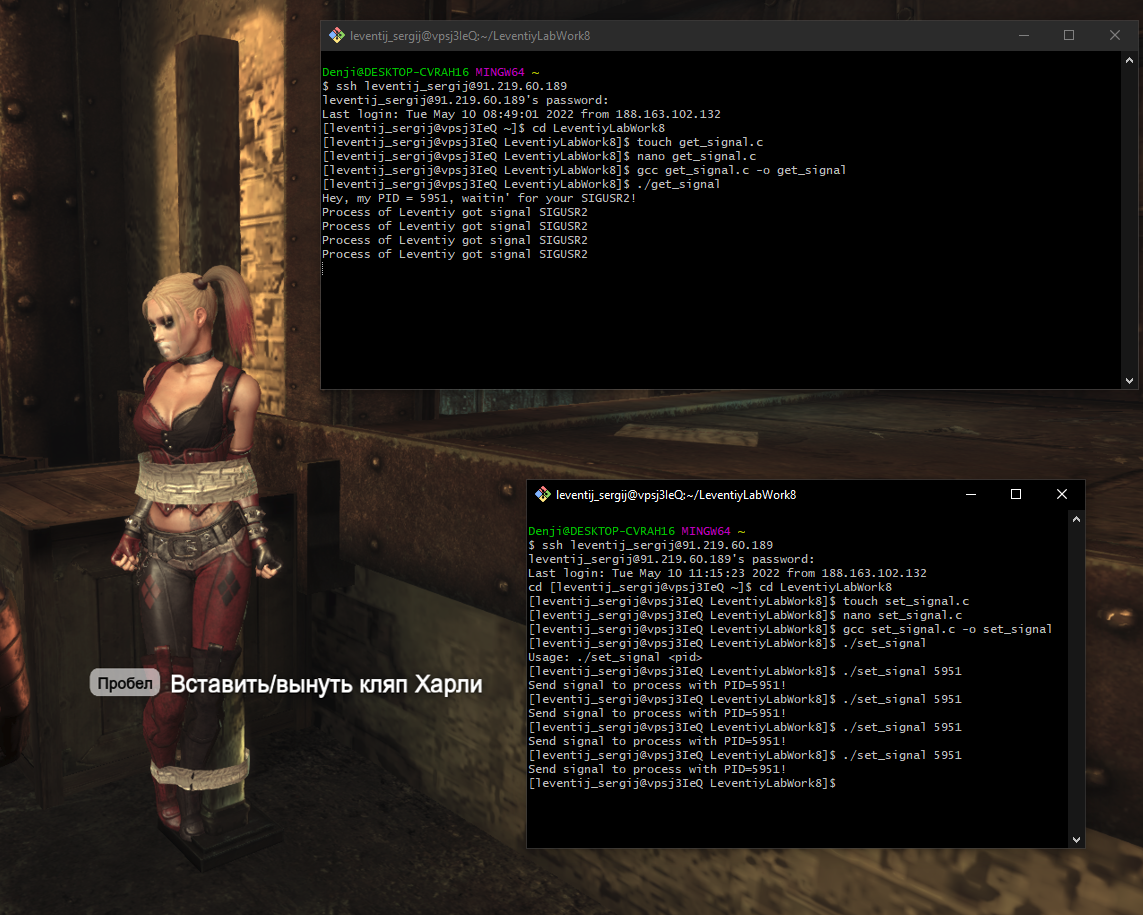 leventij_sergij@vpsj3IeQ:~/LeventiyLabWork8
Denji@DESKTOP-CVRAH16 MINGW64 ~
$ ssh leventij_sergij@91.219.60.189
leventij_sergij@91.219.60.189's password:
Last login: Tue May 10 08:49:01 2022 from 188.163.102.132
[leventij_sergij@vpsj3IeQ ~]$ cd LeventiyLabWork8
[leventij_sergij@vpsj3IeQ LeventiyLabWork8]$ touch get_signal.c
[leventij_sergij@vpsj3IeQ LeventiyLabWork8]$ nano get_signal.c
[leventij_sergij@vpsj3IeQ LeventiyLabWork8]$ gcc get_signal.c -o get_signal
[leventij_sergij@vpsj3IeQ LeventiyLabWork8]$ ./get_signal
Hey, my PID = 5951, waitin' for your SIGUSR2!
Process of Leventiy got signal SIGUSR2
Process of Leventiy got signal SIGUSR2
Process of Leventiy got signal SIGUSR2
Process of Leventiy got signal SIGUSR2
leventij_sergij@vpsj3IeQ:~/LeventiyLabWork8
Denji@DESKTOP-CVRAH16 MINGW64 ~
$ ssh leventij_sergij@91.219.60.189
leventij_sergij@91.219.60.189's password:
Last login: Tue May 10 11:15:23 2022 from 188.163.102.132
cd [leventij_sergij@vpsj3IeQ ~]$ cd LeventiyLabWork8
[leventij_sergij@vpsj3IeQ LeventiyLabWork8]$ touch set_signal.c
[leventij_sergij@vpsj3IeQ LeventiyLabWork8]$ nano set_signal.c
[leventij_sergij@vpsj3IeQ LeventiyLabWork8]$ gcc set_signal.c -o set_signal
[leventij_sergij@vpsj3IeQ LeventiyLabWork8]$ ./set_signal
Usage: ./set_signal <pid>
[leventij_sergij@vpsj3IeQ LeventiyLabWork8]$ ./set_signal 5951
Send signal to process with PID=5951!
[leventij_sergij@vpsj3IeQ LeventiyLabWork8]$ ./set_signal 5951
Send signal to process with PID=5951!
[leventij_sergij@vpsj3IeQ LeventiyLabWork8]$ ./set_signal 5951
Send signal to process with PID=5951!
[leventij_sergij@vpsj3IeQ LeventiyLabWork8]$ ./set_signal 5951
Send signal to process with PID=5951!
[leventij_sergij@vpsj3IeQ LeventiyLabWork8]$
Пробел Вставить/вынуть кляп Харли